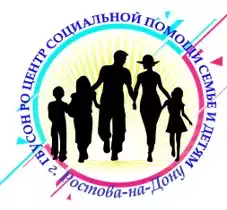 ГБУСОН РО ЦЕНТР СОЦИАЛЬНОЙ ПОМОЩИ СЕМЬЕ И ДЕТЯМ
г. Ростова-на-Дону